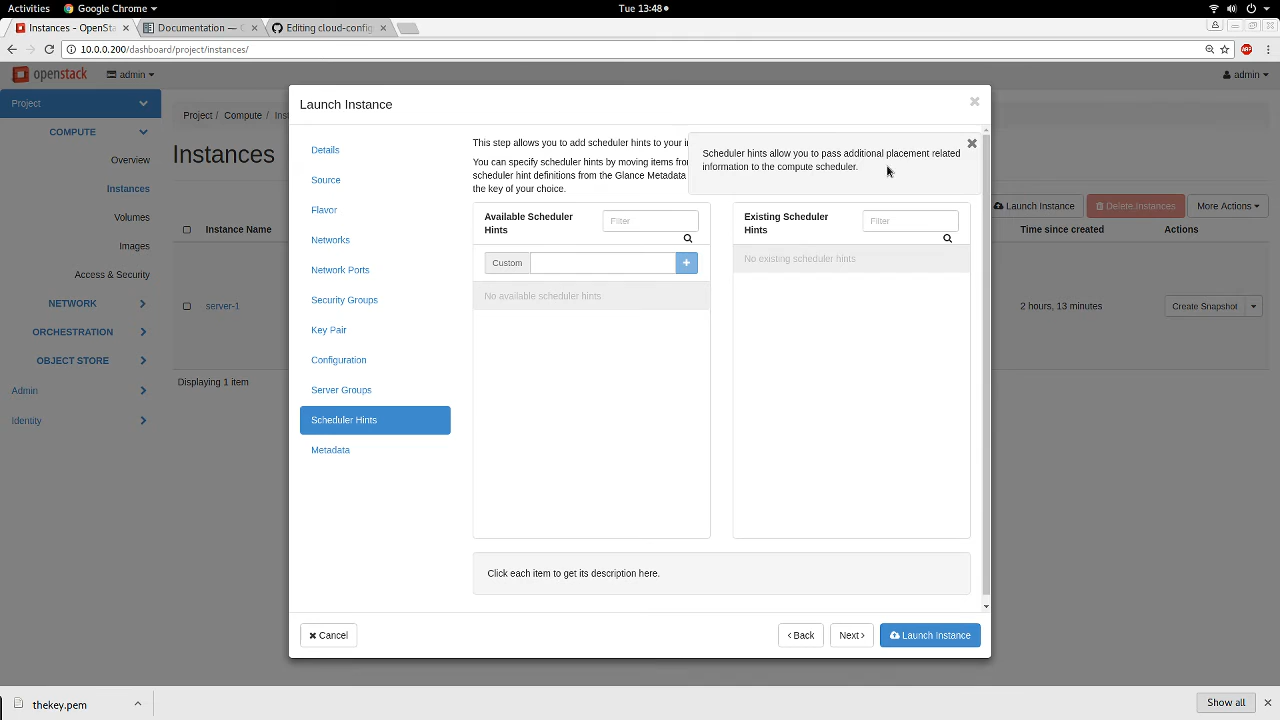 Activities
Google Chrome
Tue 13:48
Instances - OpenSta
Documentation —
Editing cloud-config
10.0.0.200/dashboard/project/instances/
ABP
openstack
admin
admin
Project
COMPUTE
Overview
Instances
Volumes
Images
Access & Security
NETWORK
ORCHESTRATION
OBJECT STORE
Admin
Identity
Project / Compute / Inst
Instances
Launch Instance
Delete Instances
More Actions
Instance Name
Time since created
Actions
server-1
2 hours, 13 minutes
Create Snapshot
Displaying 1 item
Launch Instance
Details
Source
Flavor
Networks
Network Ports
Security Groups
Key Pair
Configuration
Server Groups
Scheduler Hints
Metadata
This step allows you to add scheduler hints to your in
You can specify scheduler hints by moving items from
scheduler hint definitions from the Glance Metadata
the key of your choice.
Scheduler hints allow you to pass additional placement related
information to the compute scheduler.
Available Scheduler
Hints
Filter
Custom
No available scheduler hints
Existing Scheduler
Hints
Filter
No existing scheduler hints
Click each item to get its description here.
Cancel
Back
Next
Launch Instance
thekey.pem
Show all